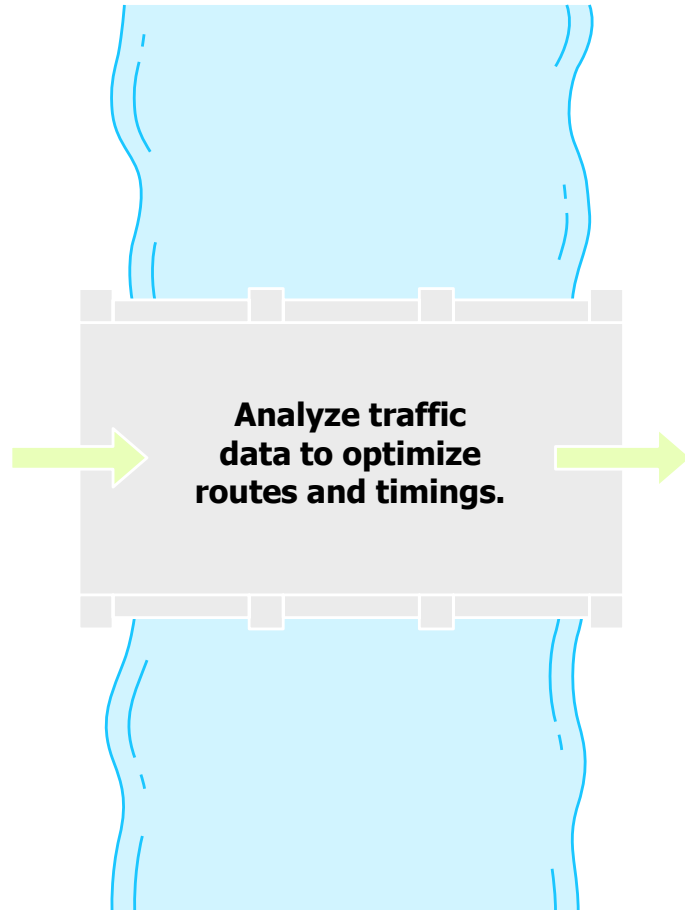 Analyze traffic
data to optimize
routes and timings.